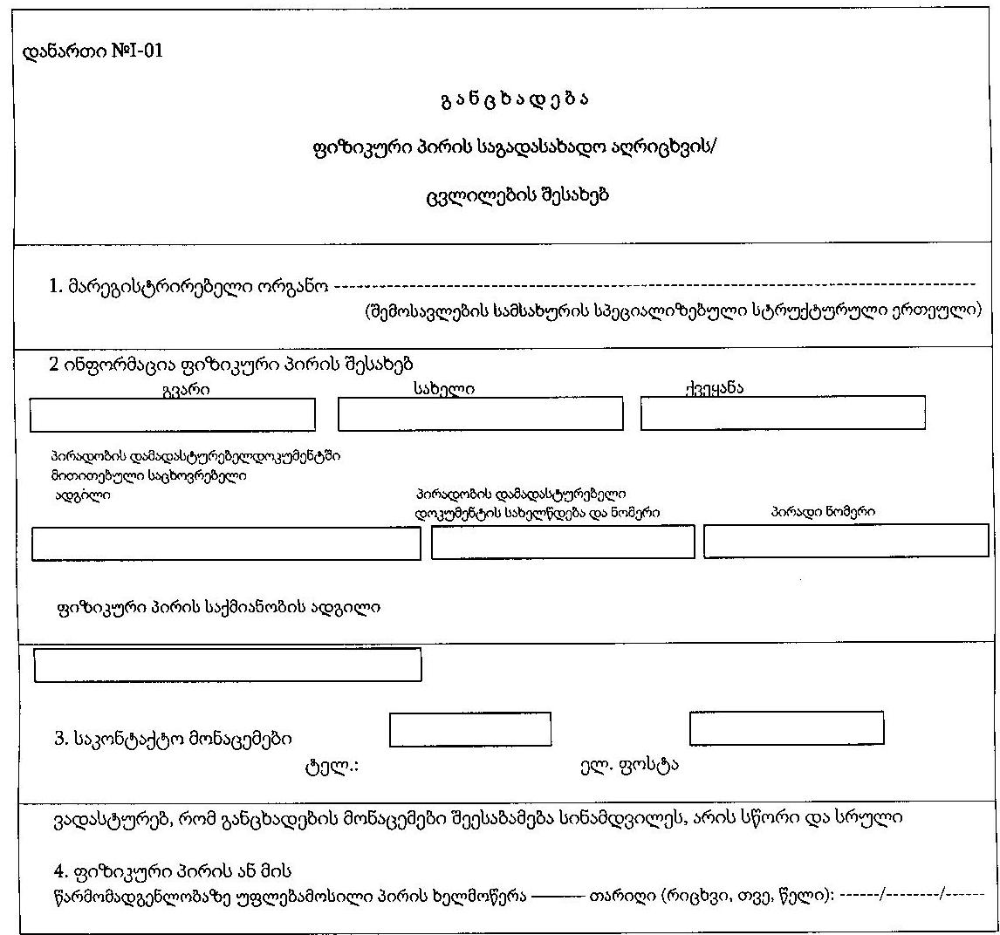 დანართი №I-01
გ ა ნ ც ხ ა დ ე ბ ა
ფიზიკური პირის საგადასახადო აღრიცხვის/
ცვლილების შესახებ
1. მარეგისტრირებელი ორგანო ----------------------------------------------------------------------
(შემოსავლების სამსახურის სპეციალიზებული სტრუქტურული ერთეული)
2 ინფორმაცია ფიზიკური პირის შესახებ
გვარი სახელი ქვეყანა
პირადობის დამადასტურებელდოკუმენტში
მითითებული საცხოვრებელი
ადგილი
პირადობის დამადასტურებელი
დოკუმენტის სახელწდება და ნომერი
პირადი ნომერი
ფიზიკური პირის საქმიანობის ადგილი
3. საკონტაქტო მონაცემები
ტელ.: ელ. ფოსტა
ვადასტურებ, რომ განცხადების მონაცემები შეესაბამება სინამდვილეს, არის სწორი და სრული
4. ფიზიკური პირის ან მის
წარმომადგენლობაზე უფლებამოსილი პირის ხელმოწერა ——— თარიღი (რიცხვი, თვე, წელი): ------/--------/------